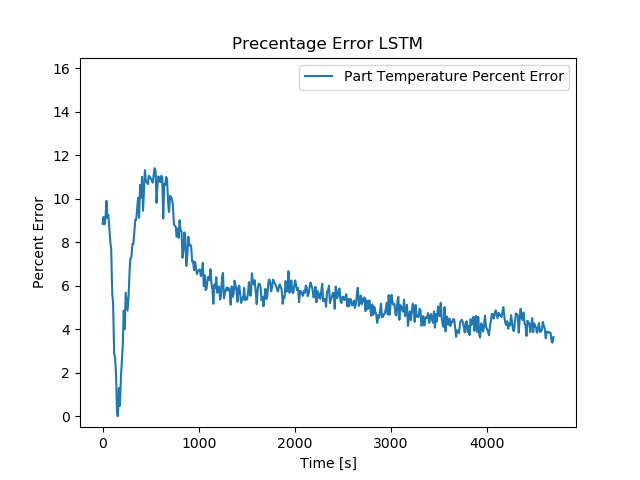 Precentage Error LSTM
Part Temperature Percent Error
16
14
12
10
8
6
4
2
0
Percent Error
0 1000 2000 3000 4000
Time [s]